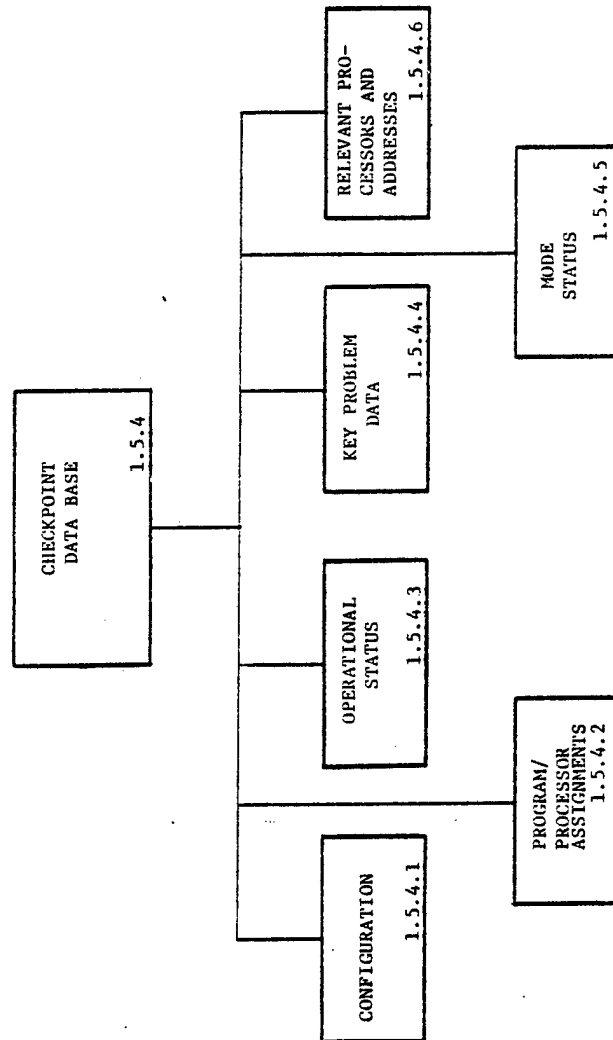 CHECKPOINT
DATA BASE
1.5.4
CONFIGURATION
1.5.4.1
PROGRAM/
PROCESSOR
ASSIGNMENTS
1.5.4.2
OPERATIONAL
STATUS
1.5.4.3
KEY PROBLEM
DATA
1.5.4.4
MODE
STATUS
1.5.4.5
RELEVANT PRO-
CESSORS AND
ADDRESSES
1.5.4.6